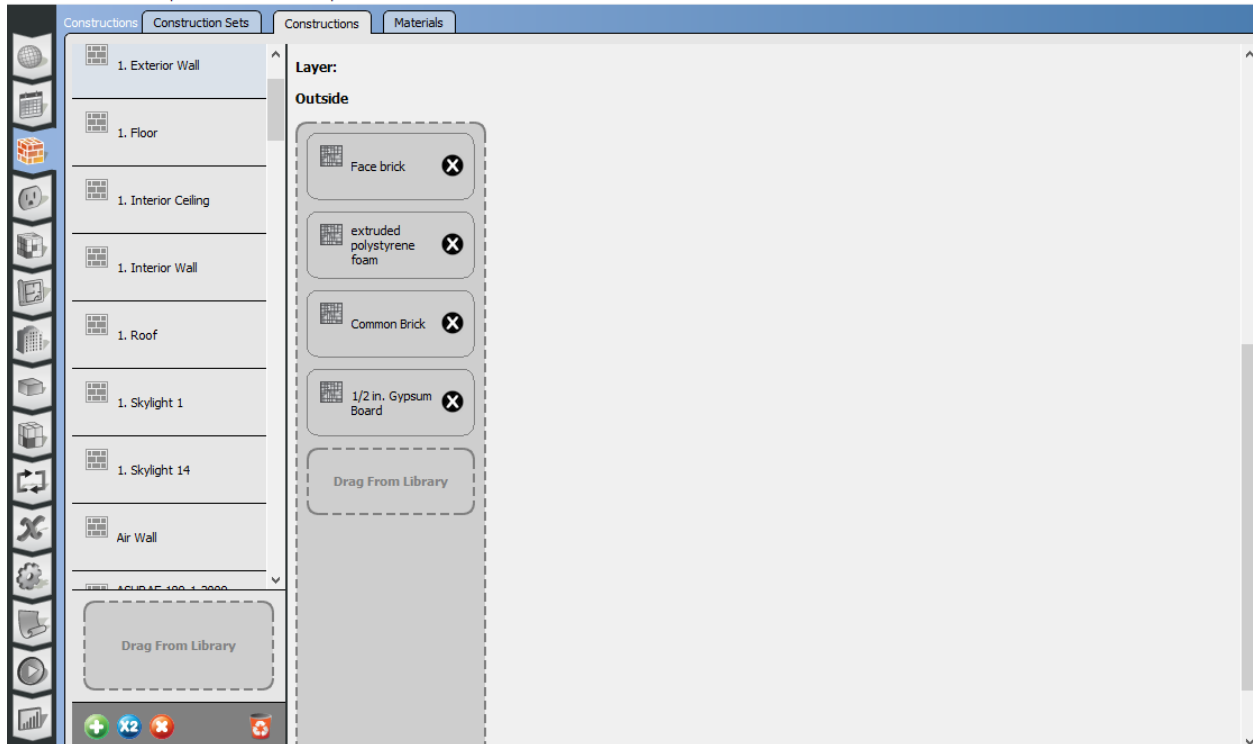 Constructions
Construction Sets
Constructions
Materials
1. Exterior Wall
1. Floor
1. Interior Ceiling
1. Interior Wall
1. Roof
1. Skylight 1
1. Skylight 14
Air Wall
Drag From Library
X2
Layer:
Outside
Face brick
extruded
polystyrene
foam
Common Brick
1/2 in. Gypsum
Board
Drag From Library